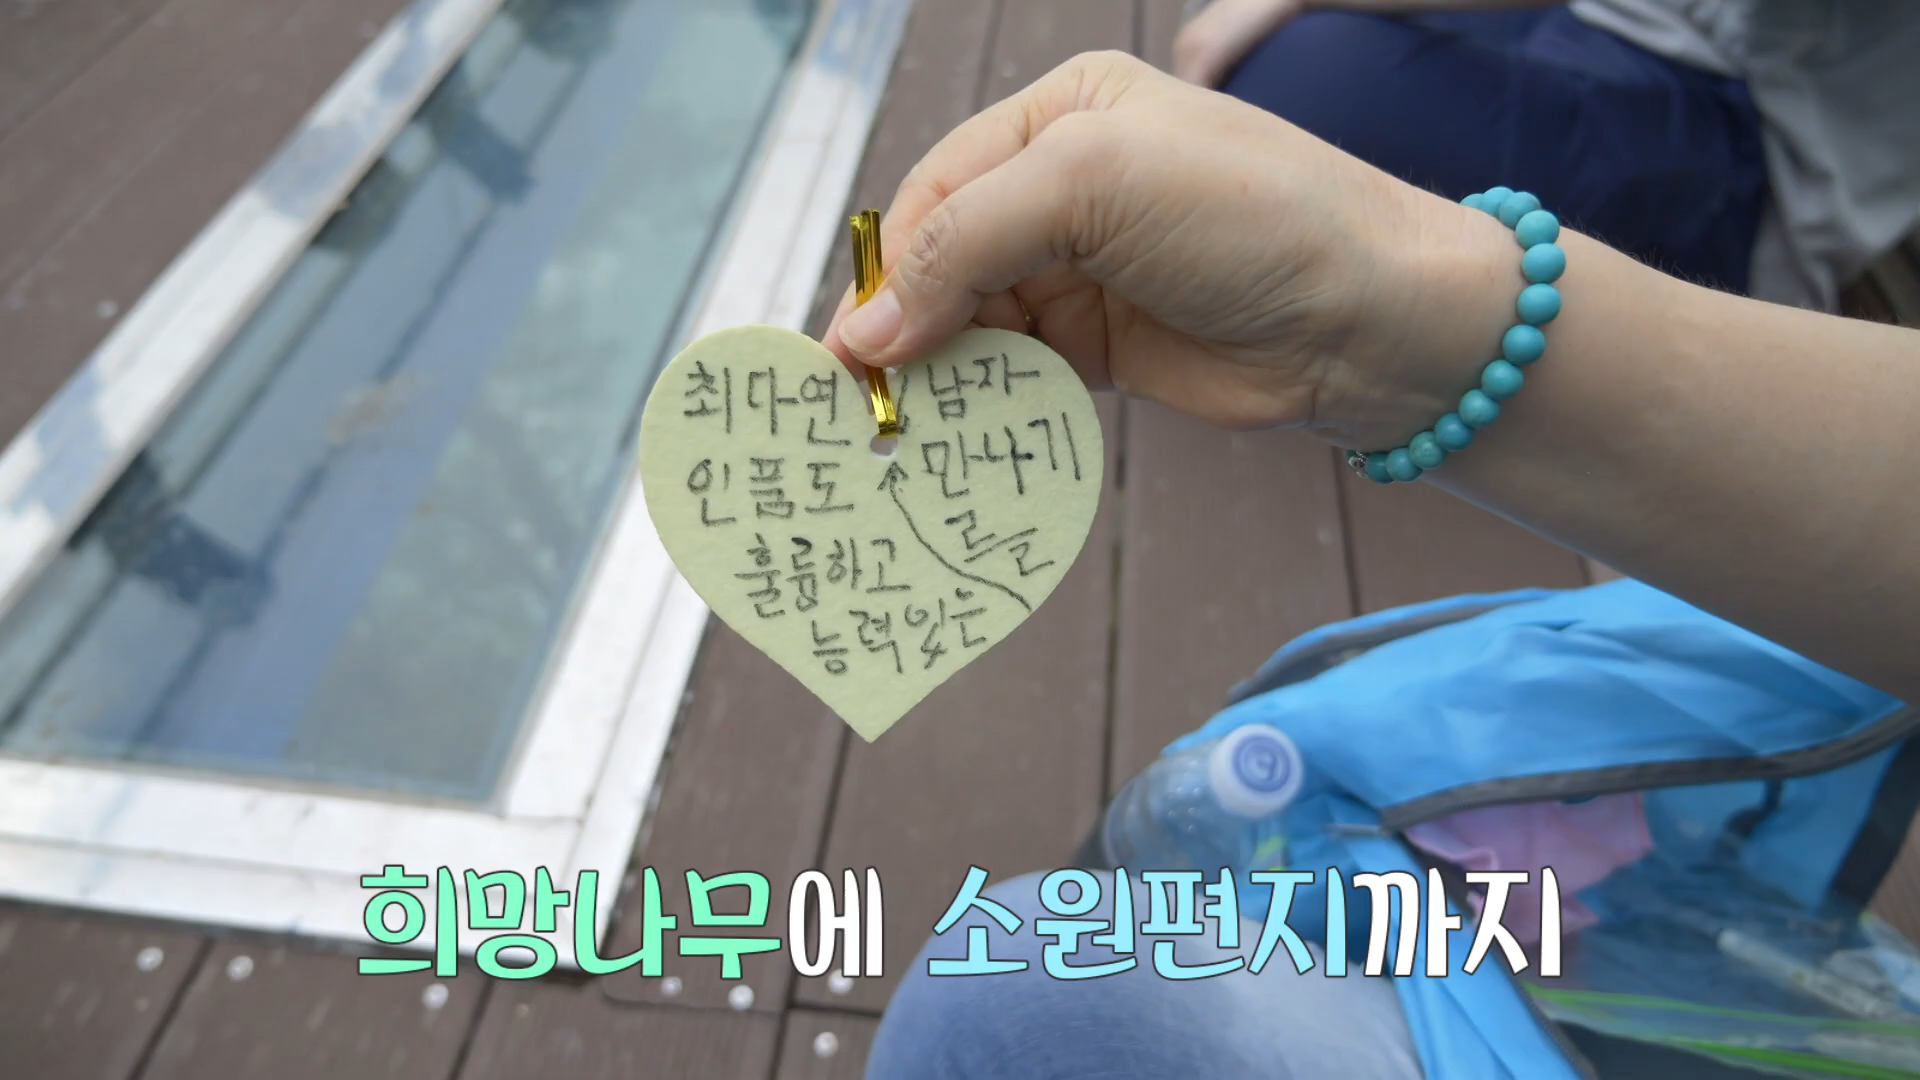 최다연
인품도
훌륭하고
능력있은
남자
만나기
를
희망나무에 소원편지까지